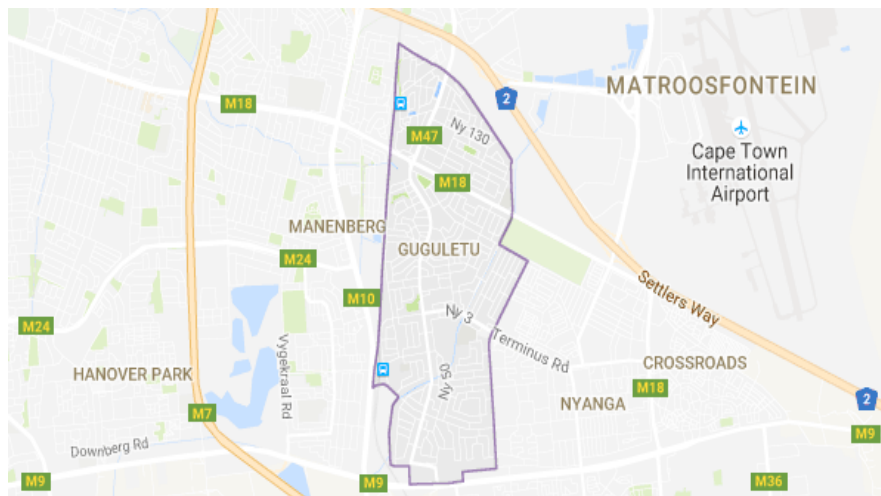 MATROOSFONTEIN
2
M18
Ny 130
M47
Cape Town
International
Airport
M18
MANENBERG
GUGULETU
M24
Settlers Way
M10
M24
Ny 3
Terminus Rd
Vygekraal Rd
CROSSROADS
HANOVER PARK
Ny 50
M18
2
NYANGA
M7
M9
Downberg Rd
M9
M9
M36